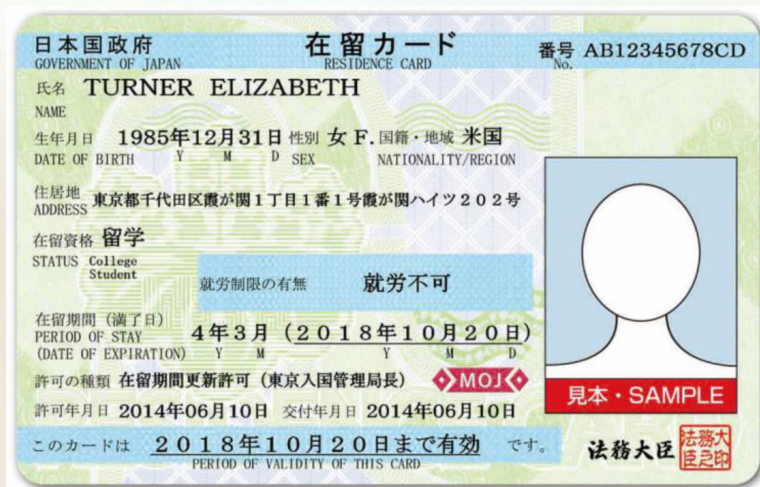 日本国政府 在留カード 番号 AB12345678CD
GOVERNMENT OF JAPAN RESIDENCE CARD No.
氏名 TURNER ELIZABETH
NAME
生年月日 1985年12月31日 性別 女 F. 国籍・地域 米国
DATE OF BIRTH Y M D SEX NATIONALITY/REGION
住居地 東京都千代田区霞が関1丁目1番1号霞が関ハイツ202号
ADDRESS
在留資格 留学
STATUS College
Student
就労制限の有無 就労不可
在留期間(満了日) 4年3月(2018年10月20日)
PERIOD OF STAY
(DATE OF EXPIRATION) Y M Y M D
許可の種類 在留期間更新許可(東京入国管理局長) MOJ
見本・SAMPLE
許可年月日 2014年06月10日 交付年月日 2014年06月10日
このカードは 2018年10月20日まで有効 です。
PERIOD OF VALIDITY OF THIS CARD
法務大臣 法務大臣之印